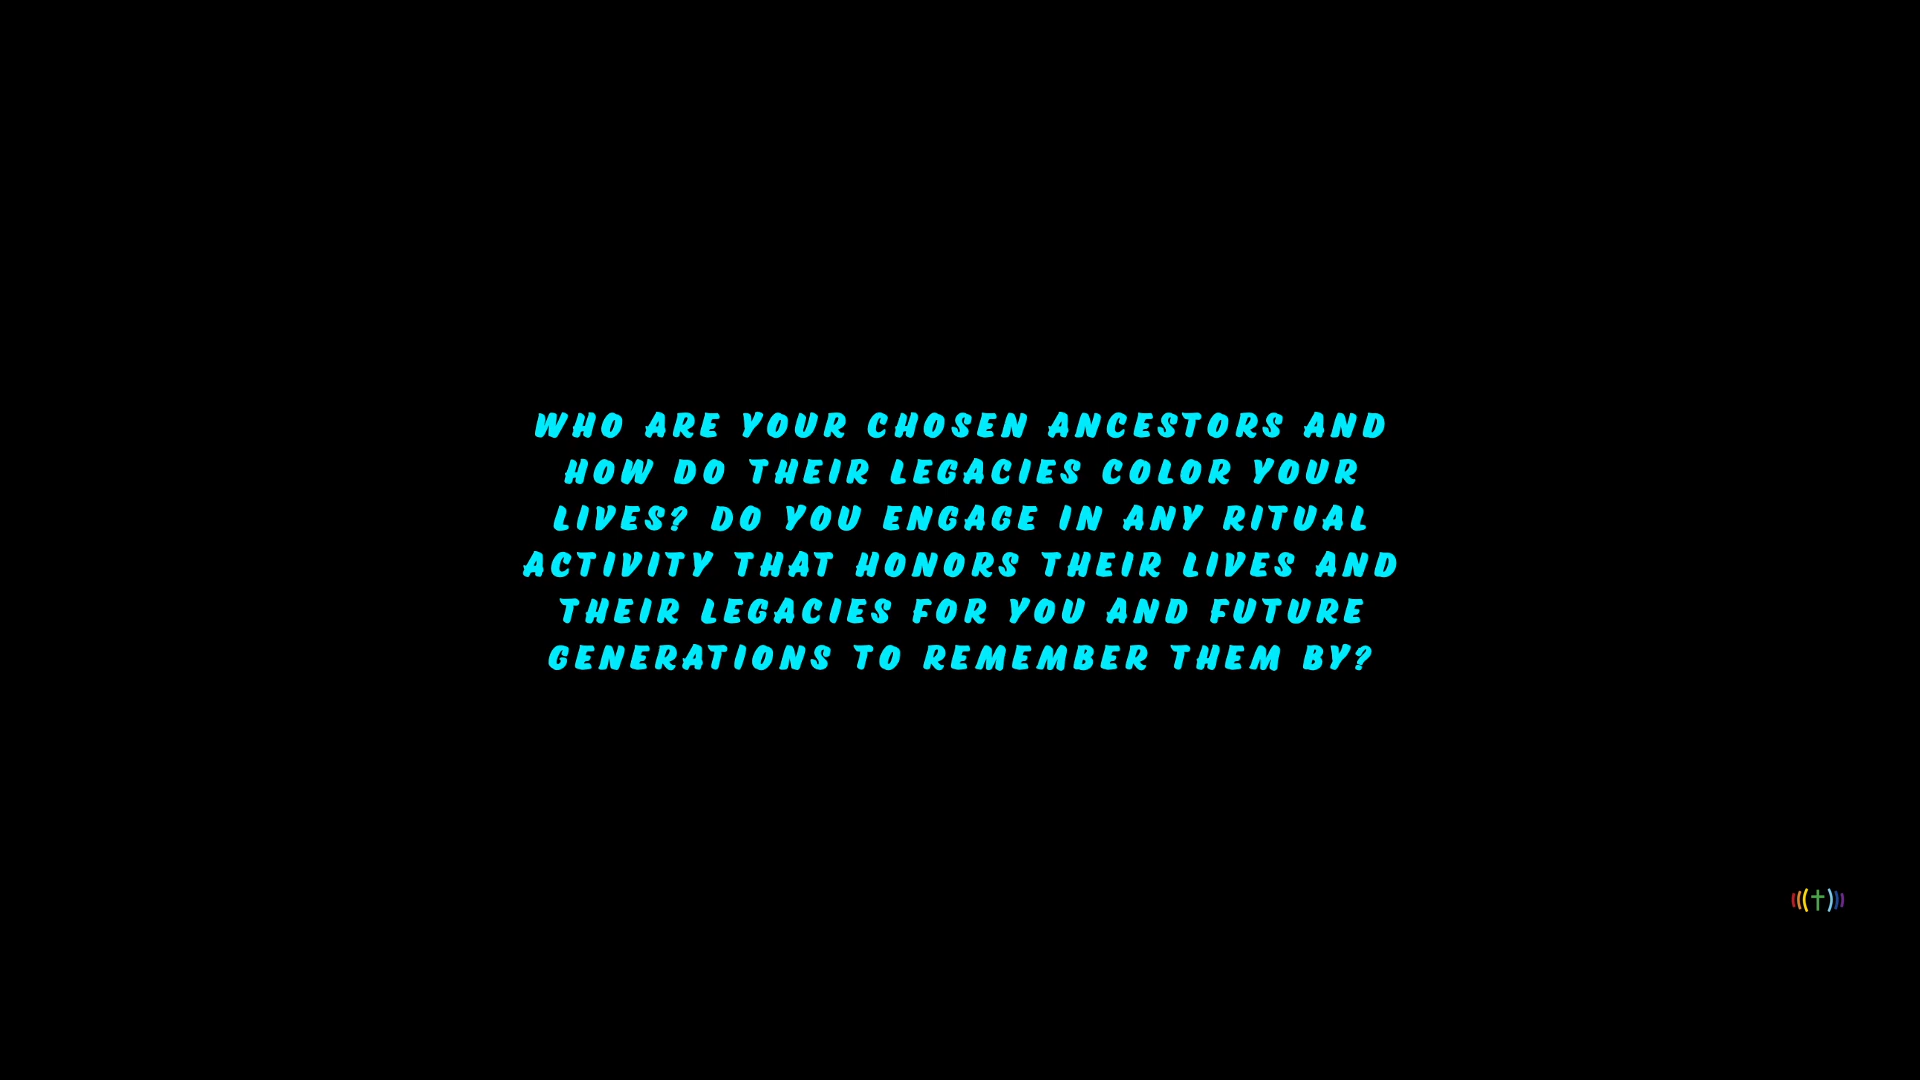 WHO ARE YOUR CHOSEN ANCESTORS AND
HOW DO THEIR LEGACIES COLOR YOUR
LIVES? DO YOU ENGAGE IN ANY RITUAL
ACTIVITY THAT HONORS THEIR LIVES AND
THEIR LEGACIES FOR YOU AND FUTURE
GENERATIONS TO REMEMBER THEM BY?